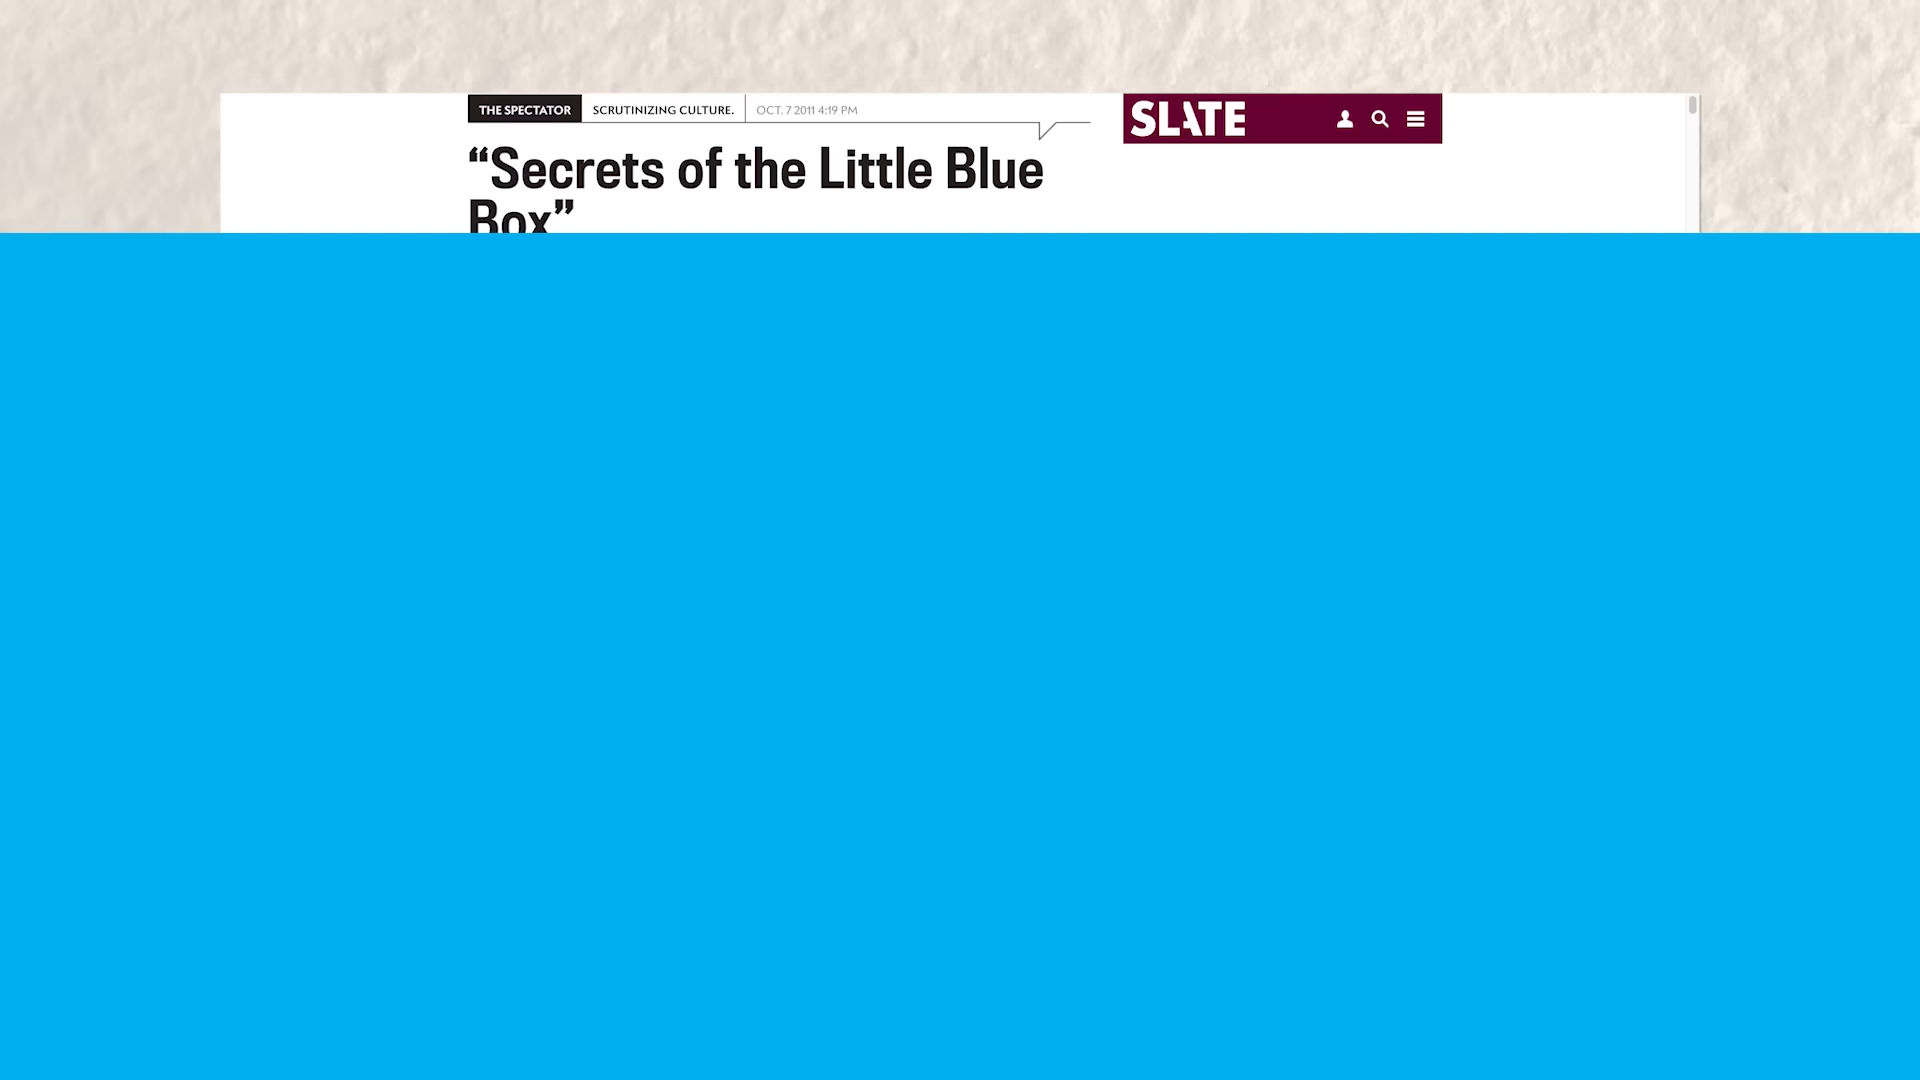 THE SPECTATOR SCRUTINIZING CULTURE. OCT. 7 2011 4:19 PM
SLATE
“Secrets of the Little Blue
Box”